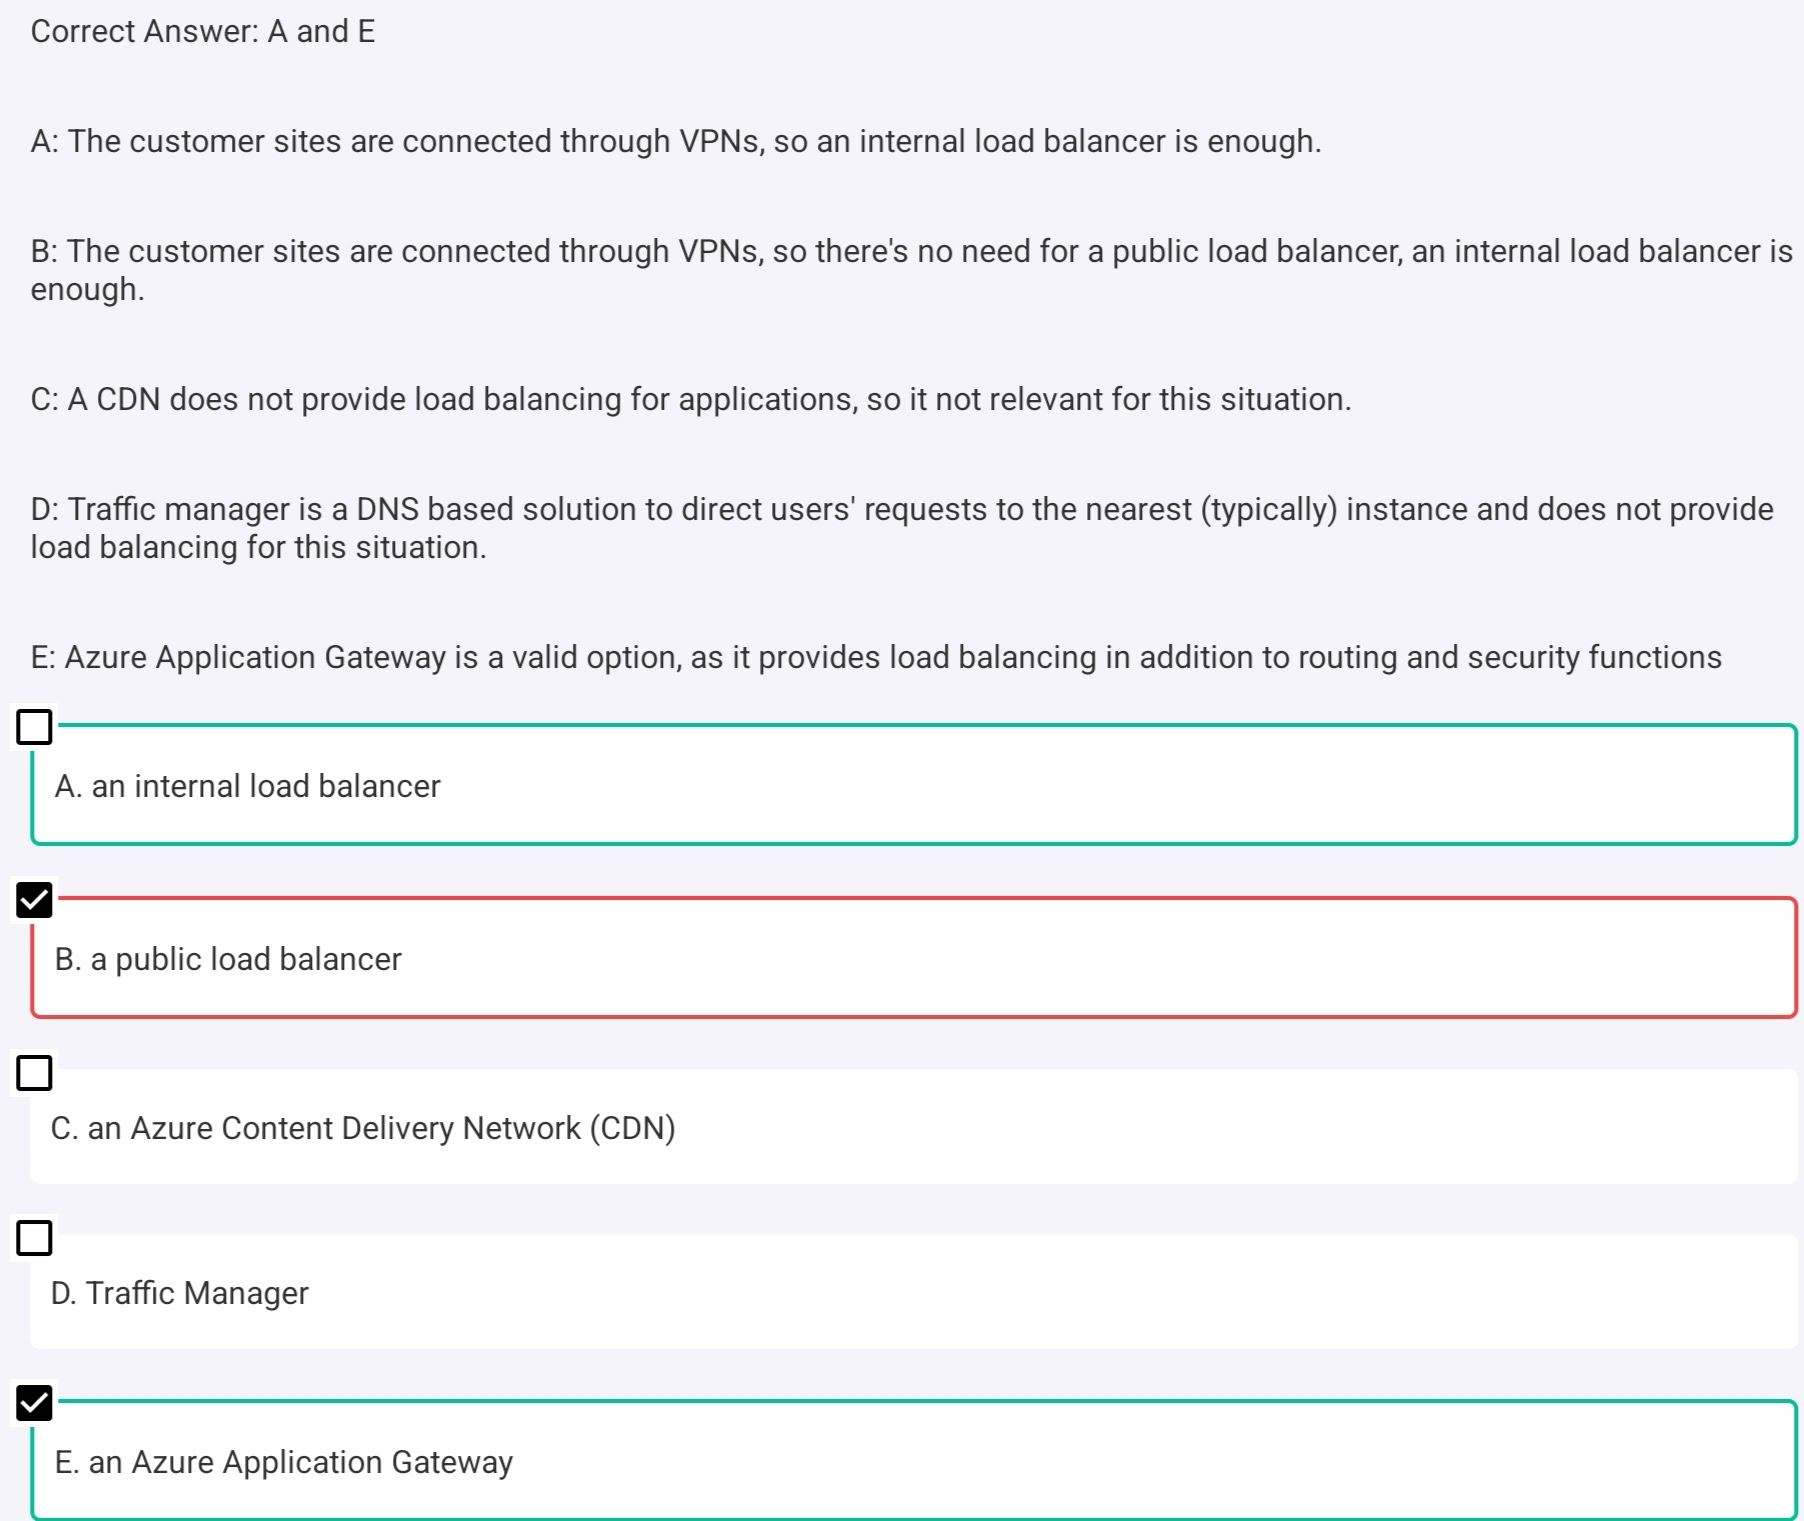 Correct Answer: A and E
A: The customer sites are connected through VPNs, so an internal load balancer is enough.
B: The customer sites are connected through VPNs, so there's no need for a public load balancer, an internal load balancer is
enough.
C: A CDN does not provide load balancing for applications, so it not relevant for this situation.
D: Traffic manager is a DNS based solution to direct users' requests to the nearest (typically) instance and does not provide
load balancing for this situation.
E: Azure Application Gateway is a valid option, as it provides load balancing in addition to routing and security functions
A. an internal load balancer
B. a public load balancer
C. an Azure Content Delivery Network (CDN)
D. Traffic Manager
E. an Azure Application Gateway